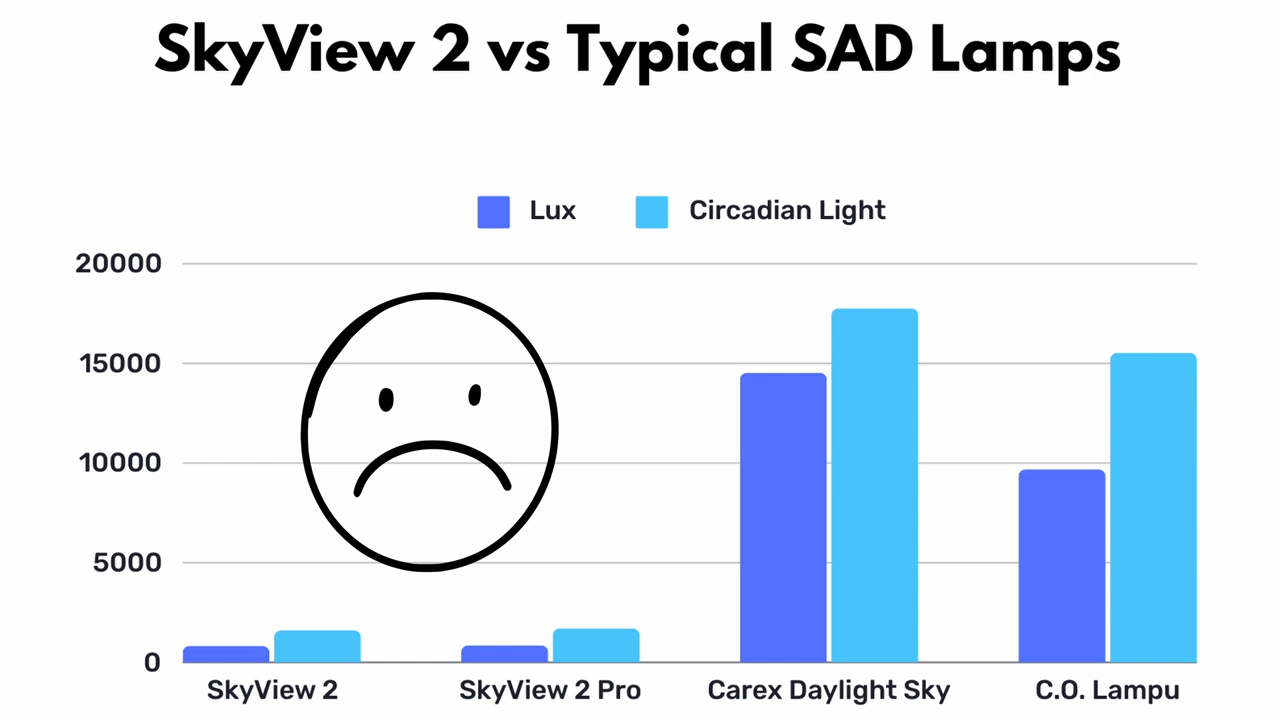 SkyView 2 vs Typical SAD Lamps
Lux Circadian Light
20000
15000
10000
5000
0
SkyView 2 SkyView 2 Pro Carex Daylight Sky C.O. Lampu